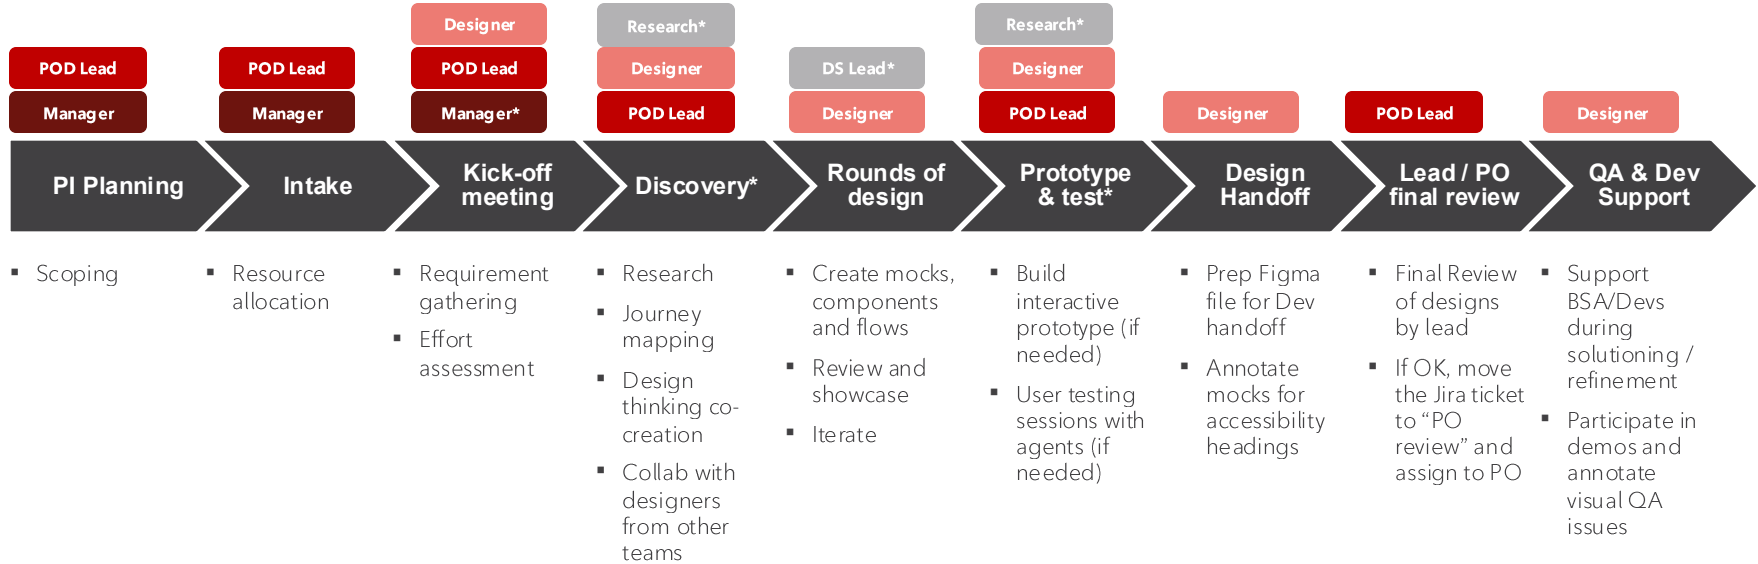 POD Lead
Manager
PI Planning
Scoping
POD Lead
Manager
Intake
Resource
allocation
Designer
POD Lead
Manager*
Kick-off
meeting
Requirement
gathering
Effort
assessment
Research*
Designer
POD Lead
Discovery*
Research
Journey
mapping
Design
thinking co-
creation
Collab with
designers
from other
teams
DS Lead*
Designer
Rounds of
design
Create mocks,
components
and flows
Review and
showcase
Iterate
Research*
Designer
POD Lead
Prototype
& test*
Build
interactive
prototype (if
needed)
User testing
sessions with
agents (if
needed)
Designer
Design
Handoff
Prep Figma
file for Dev
handoff
Annotate
mocks for
accessibility
headings
POD Lead
Lead / PO
final review
Final Review
of designs
by lead
If OK, move
the Jira ticket
to “PO
review” and
assign to PO
Designer
QA & Dev
Support
Support
BSA/Devs
during
solutioning /
refinement
Participate in
demos and
annotate
visual QA
issues